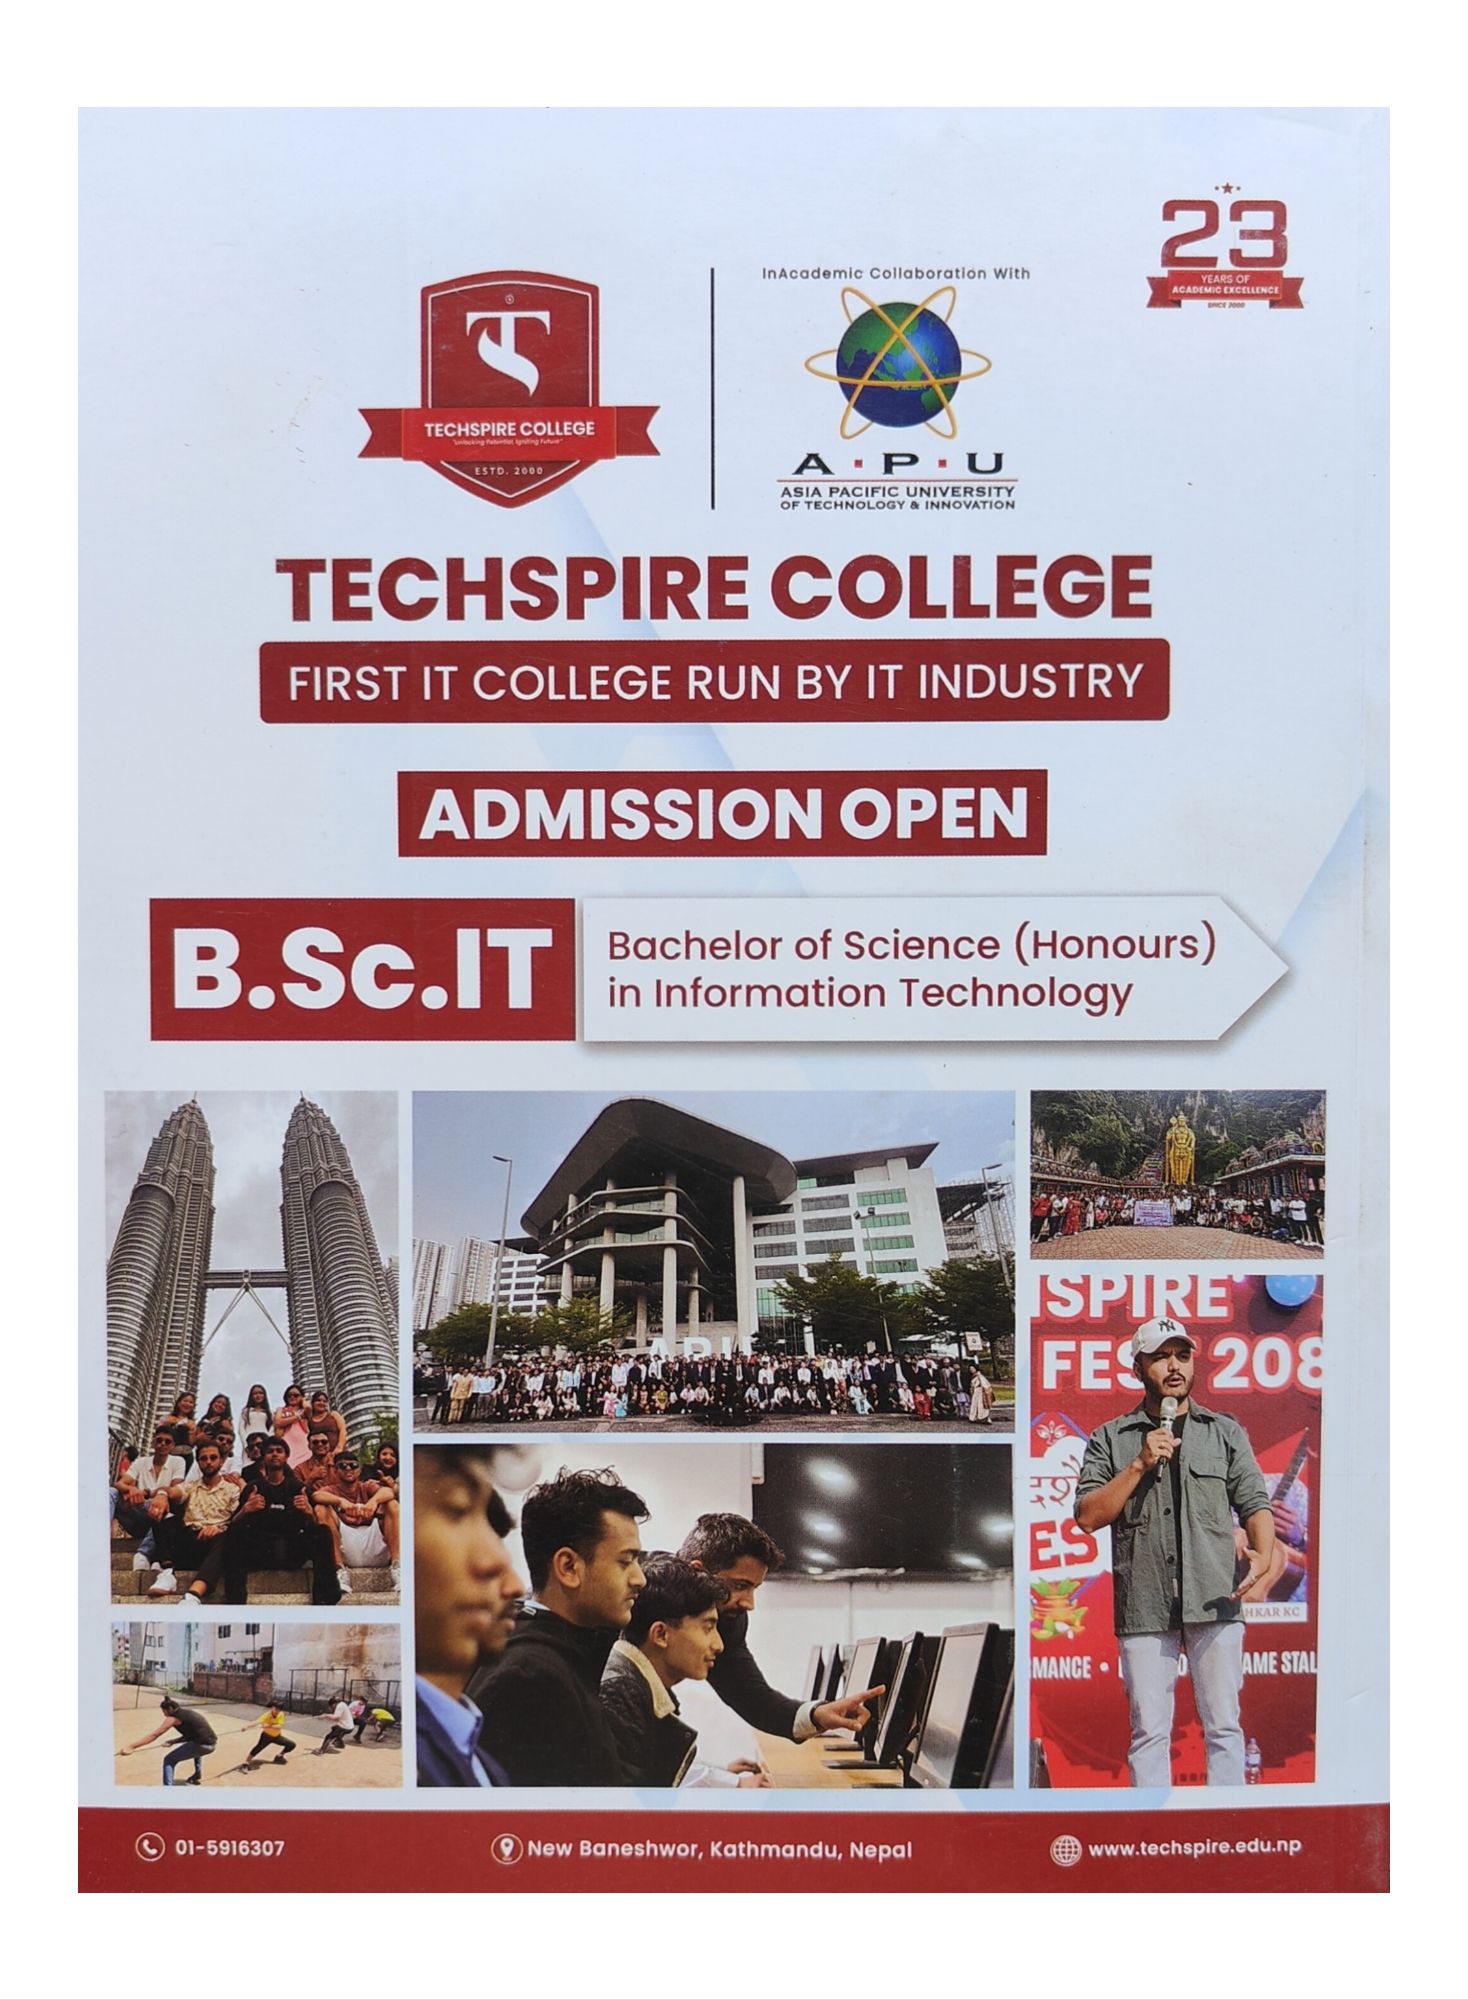 23
YEARS OF
ACADEMIC EXCELLENCE
SINCE 2000
TECHSPIRE COLLEGE
"Unlocking Potential, Igniting Future"
ESTD. 2000
InAcademic Collaboration With
A·P·U
ASIA PACIFIC UNIVERSITY
OF TECHNOLOGY & INNOVATION
TECHSPIRE COLLEGE
FIRST IT COLLEGE RUN BY IT INDUSTRY
ADMISSION OPEN
B.Sc.IT
Bachelor of Science (Honours)
in Information Technology
SPIRE
FES 208
ES
HKAR KC
MANCE •
AME STAL
01-5916307
New Baneshwor, Kathmandu, Nepal
www.techspire.edu.np